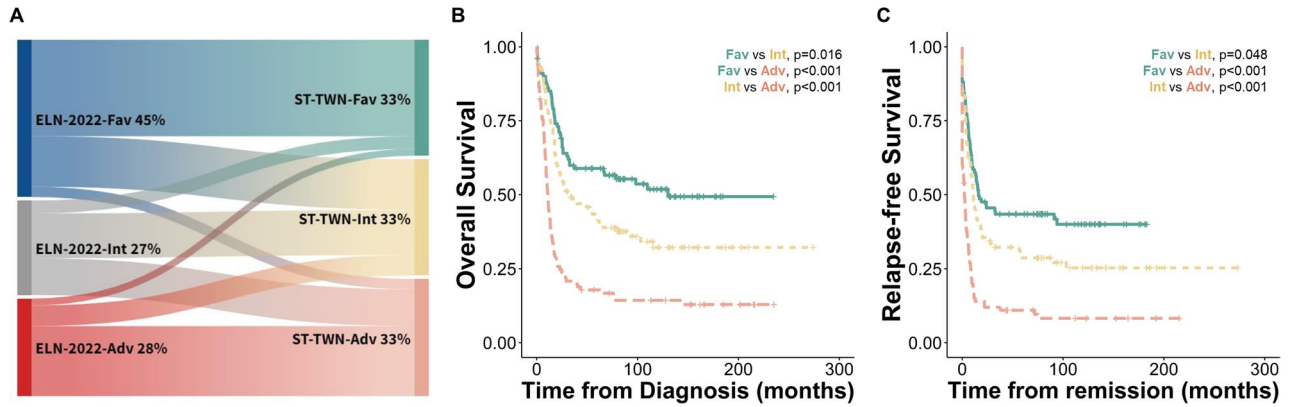 A
ELN-2022-Fav 45%
ELN-2022-Int 27%
ELN-2022-Adv 28%
ST-TWN-Fav 33%
ST-TWN-Int 33%
ST-TWN-Adv 33%
B
Overall Survival
1.00
0.75
0.50
0.25
0.00
Fav vs Int, p=0.016
Fav vs Adv, p<0.001
Int vs Adv, p<0.001
0 100 200 300
Time from Diagnosis (months)
C
Relapse-free Survival
1.00
0.75
0.50
0.25
0.00
Fav vs Int, p=0.048
Fav vs Adv, p<0.001
Int vs Adv, p<0.001
0 100 200 300
Time from remission (months)